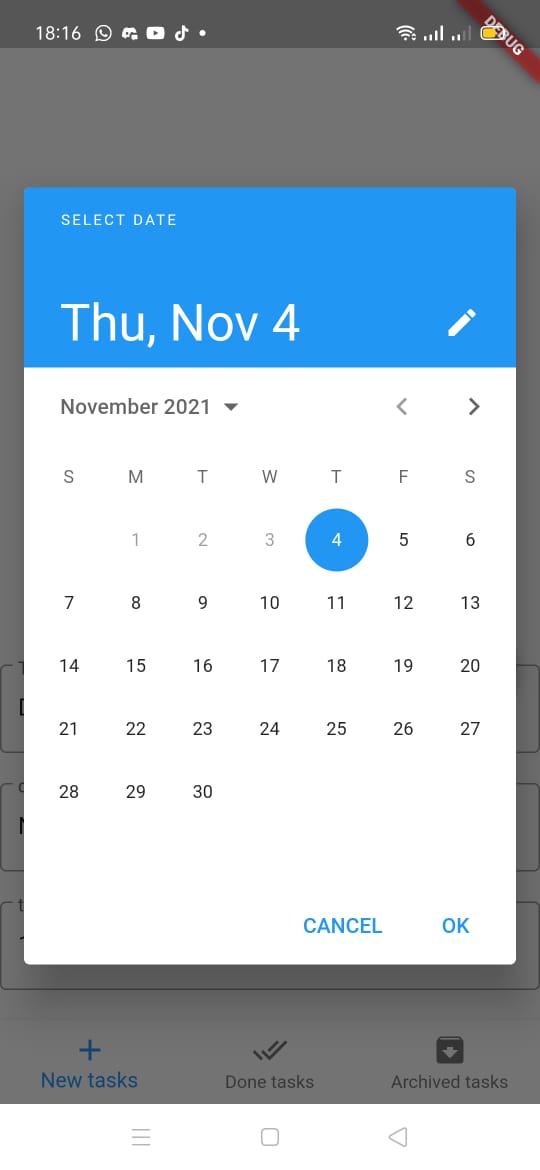 18:16
DEBUG
SELECT DATE
Thu, Nov 4
November 2021
S M T W T F S
1 2 3 4 5 6
7 8 9 10 11 12 13
14 15 16 17 18 19 20
21 22 23 24 25 26 27
28 29 30
CANCEL OK
New tasks Done tasks Archived tasks